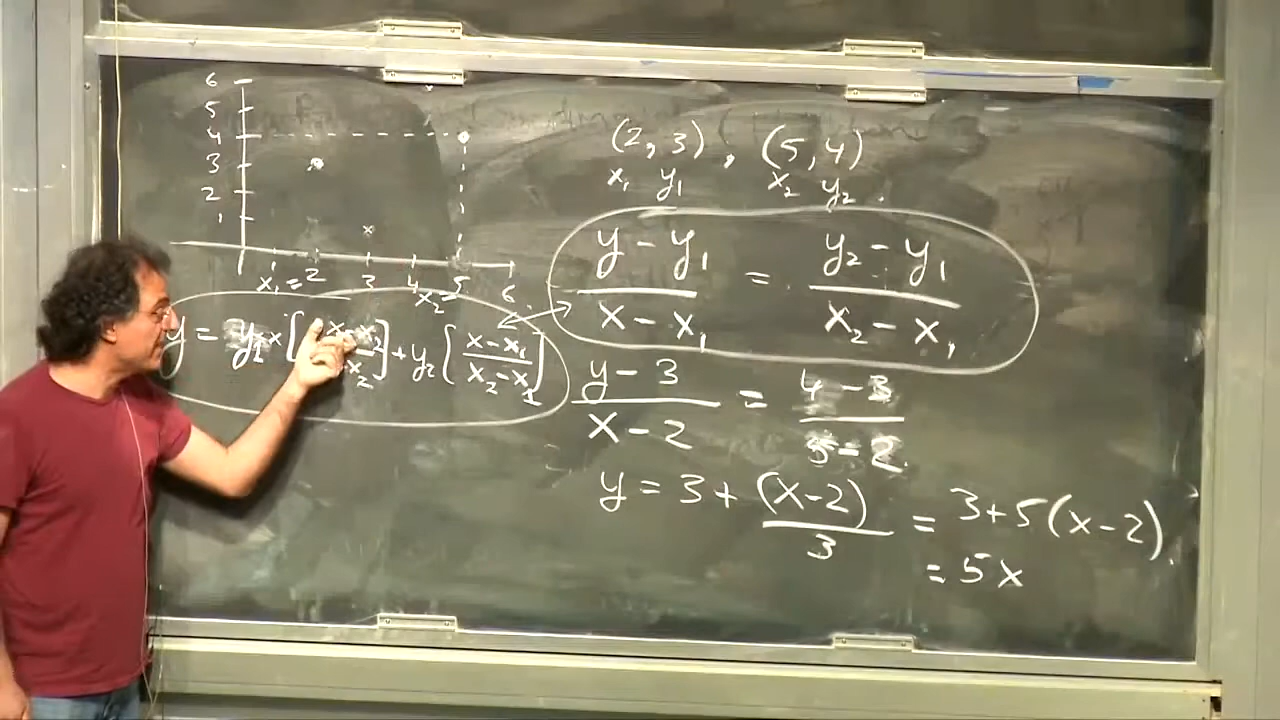 6
5
4
3
2
1
x₁ = 2 3 4 5 6
x₂
(2, 3), (5, 4)
x₁ y₁ x₂ y₂
(y - y₁)/(x - x₁) = (y₂ - y₁)/(x₂ - x₁)
y = y₁ × [ x - x₂ x₂ ] + y₂ [ (x - x₁)/(x₂ - x₁) ]
(y - 3)/(x - 2) = (4 - 3)/(5 - 2)
y = 3 + (x-2)/3 = 3+5(x-2)
= 5x